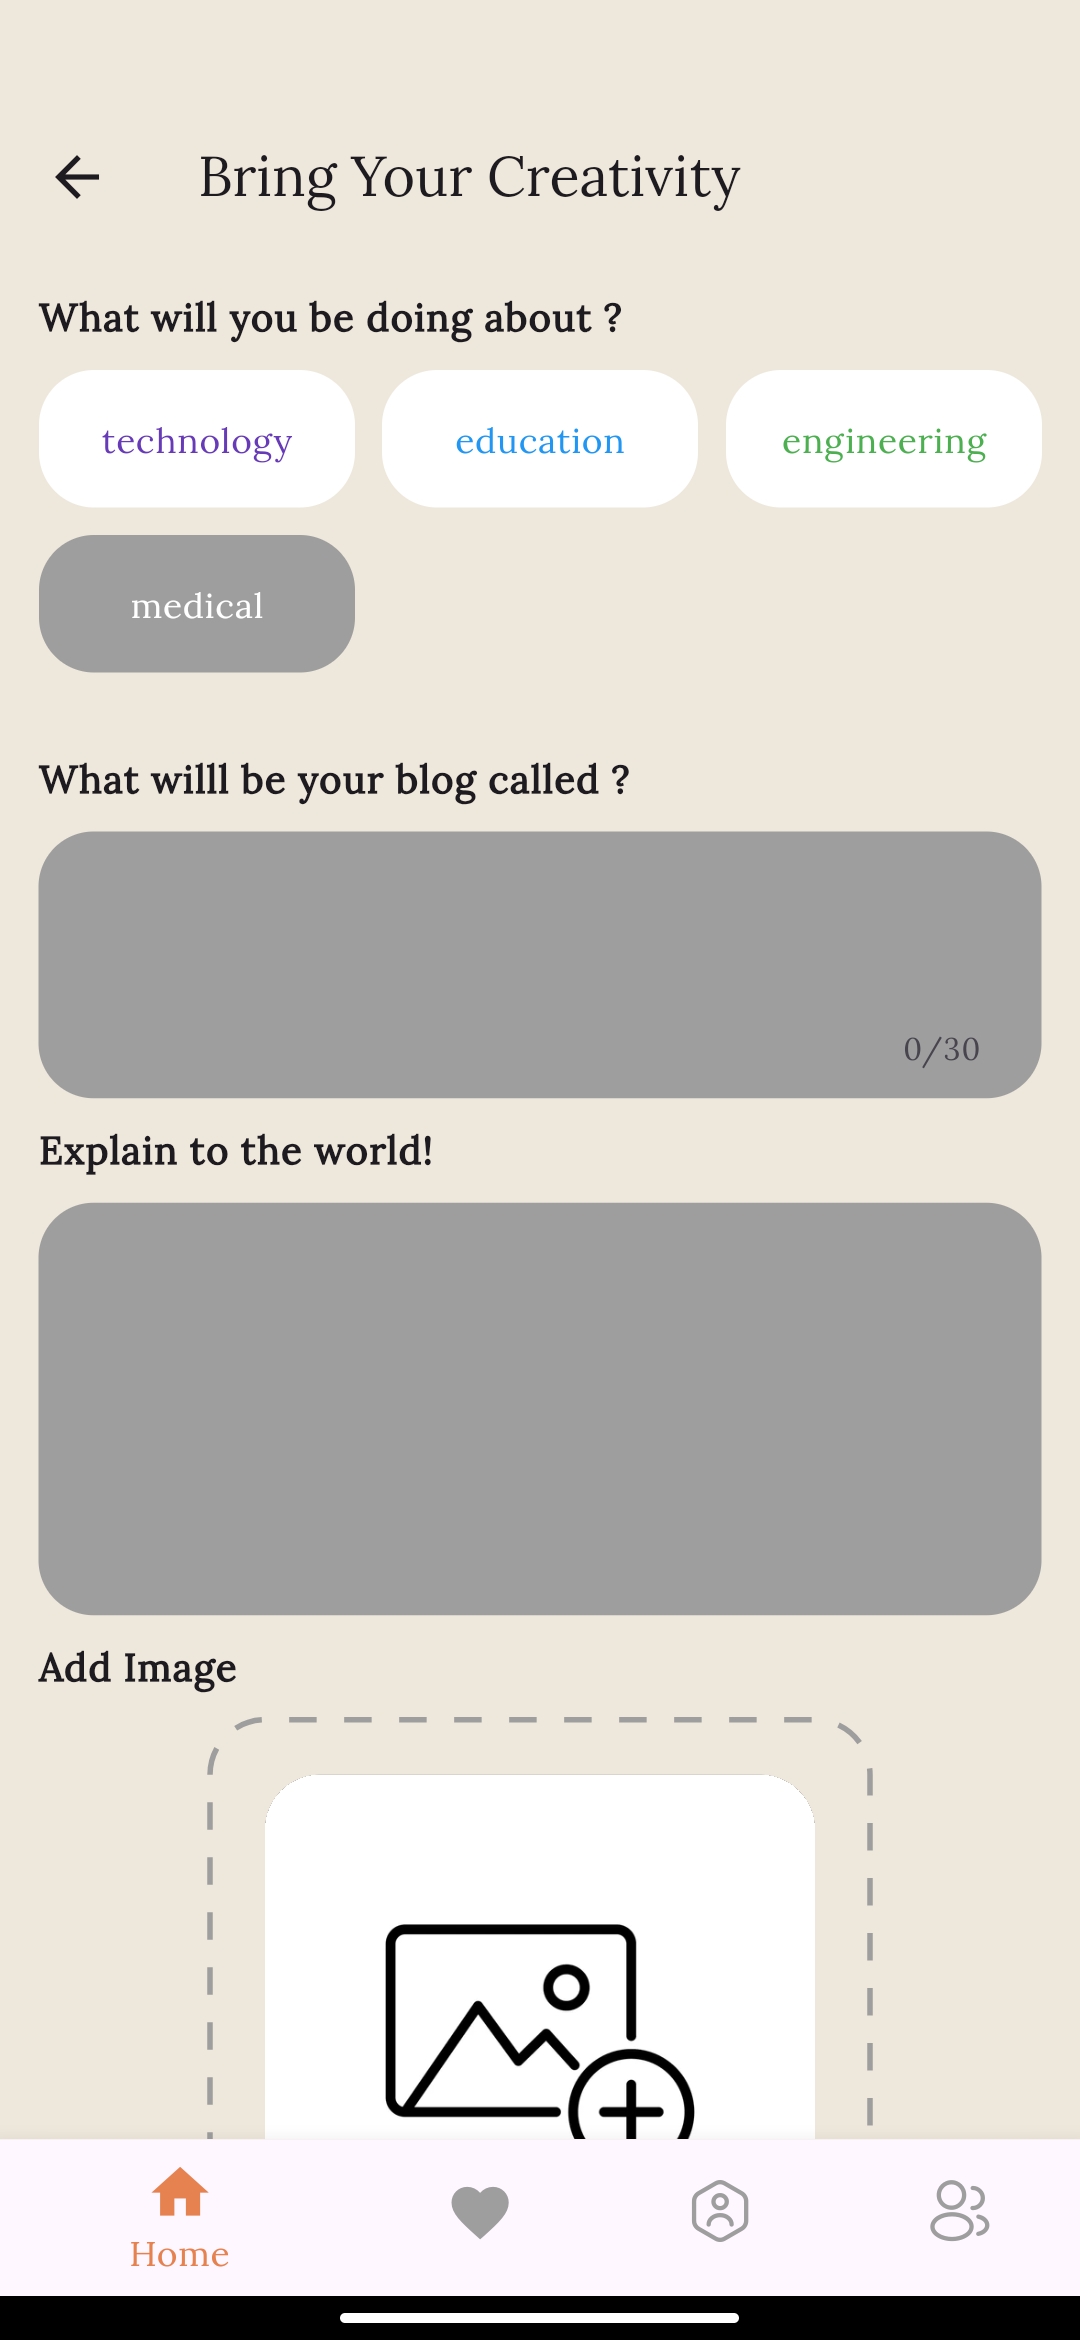 Bring Your Creativity
What will you be doing about ?
technology education engineering
medical
What willl be your blog called ?
0/30
Explain to the world!
Add Image
Home